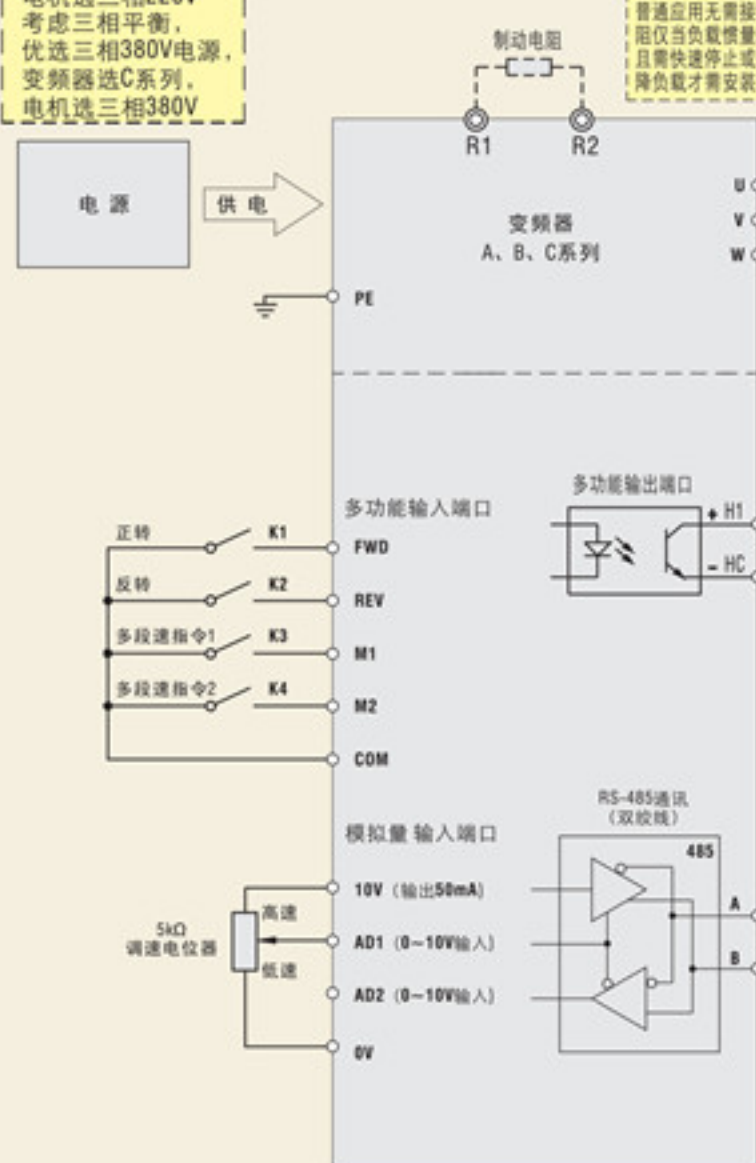 考虑三相平衡，
优选三相380V电源，
变频器选C系列，
电机选三相380V
普通应用无需接
阻仅当负载惯量
且需快速停止或
降负载才需安装
制动电阻
R1
R2
电 源
供 电
变频器
A、B、C系列
U
V
W
PE
多功能输入端口
多功能输出端口
+ H1
- HC
正转
K1
FWD
反转
K2
REV
多段速指令1
K3
M1
多段速指令2
K4
M2
COM
RS-485通讯
（双绞线）
模拟量 输入端口
485
10V（输出50mA）
高速
A
5kΩ
调速电位器
AD1（0~10V输入）
B
低速
AD2（0~10V输入）
0V